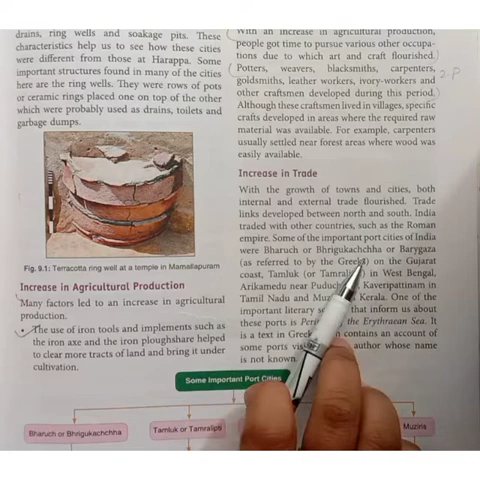 drains, ring wells and soakage pits. These
characteristics help us to see how these cities
were different from those at Harappa. Some
important structures found in many of the cities
here are the ring wells. They were rows of pots
or ceramic rings placed one on top of the other
which were probably used as drains, toilets and
garbage dumps.
Fig. 9.1: Terracotta ring well at a temple in Mamallapuram
Increase in Agricultural Production
Many factors led to an increase in agricultural
production.
• The use of iron tools and implements such as
the iron axe and the iron ploughshare helped
to clear more tracts of land and bring it under
cultivation.
With an increase in agricultural production,
people got time to pursue various other occupa-
tions due to which art and craft flourished.
Potters, weavers, blacksmiths, carpenters,
goldsmiths, leather workers, ivory-workers and
other craftsmen developed during this period.
Although these craftsmen lived in villages, specific
crafts developed in areas where the required raw
material was available. For example, carpenters
usually settled near forest areas where wood was
easily available.
Increase in Trade
With the growth of towns and cities, both
internal and external trade flourished. Trade
links developed between north and south. India
traded with other countries, such as the Roman
empire. Some of the important port cities of India
were Bharuch or Bhrigukachchha or Barygaza
(as referred to by the Greeks) on the Gujarat
coast, Tamluk (or Tamralipti) in West Bengal,
Arikamedu near Kaveripattinam in
Tamil Nadu and Kerala. One of the
important literary that inform us about
these ports is the Erythraean Sea. It
is a text in Greek contains an account of
some ports author whose name
is not known.
Some Important Port Cities
Bharuch or Bhrigukachchha
Tamluk or Tamralipti
Muziris